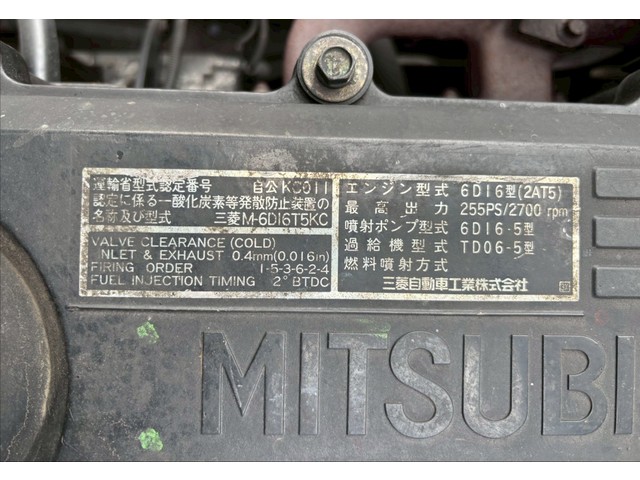 運輸省型式認定番号 自公KC011
認定に係る一酸化炭素等発散防止装置の
名称及び型式 三菱M-6D16T5KC
VALVE CLEARANCE (COLD)
INLET & EXHAUST 0.4mm(0.016in)
FIRING ORDER 1-5-3-6-2-4
FUEL INJECTION TIMING 2° BTDC
エンジン型式 6D16型(2AT5)
最高出力 255PS/2700 rpm
噴射ポンプ型式 6D16-5型
過給機型式 TD06-5型
燃料噴射方式
三菱自動車工業株式会社
MITSUBI